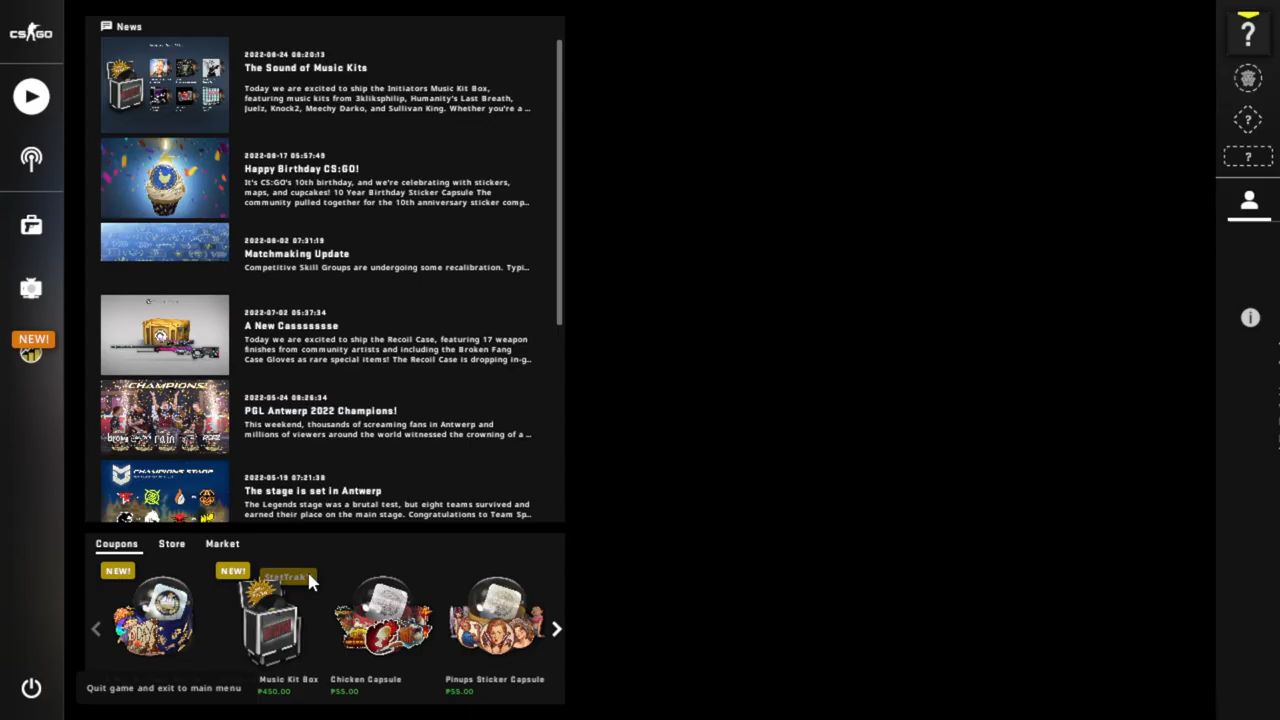 CS GO
News
2022-08-24 08:20:13
The Sound of Music Kits
Today we are excited to ship the Initiators Music Kit Box,
featuring music kits from 3kliksphilip, Humanity's Last Breath,
Juelz, Knock2, Meechy Darko, and Sullivan King. Whether you're a ...
2022-08-17 05:57:49
Happy Birthday CS:GO!
It's CS:GO's 10th birthday, and we're celebrating with stickers,
maps, and cupcakes! 10 Year Birthday Sticker Capsule The
community pulled together for the 10th anniversary sticker comp...
2022-08-02 07:31:19
Matchmaking Update
Competitive Skill Groups are undergoing some recalibration. Typi...
NEW!
2022-07-02 05:37:34
A New Casssssssse
Today we are excited to ship the Recoil Case, featuring 17 weapon
finishes from community artists and including the Broken Fang
Case Gloves as rare special items! The Recoil Case is dropping in-g...
CHAMPIONS!
2022-05-24 08:26:34
PGL Antwerp 2022 Champions!
This weekend, thousands of screaming fans in Antwerp and
millions of viewers around the world witnessed the crowning of a ...
CHAMPIONS STAGE
2022-05-19 07:21:38
The stage is set in Antwerp
The Legends stage was a brutal test, but eight teams survived and
earned their place on the main stage. Congratulations to Team Sp...
Coupons Store Market
NEW! NEW! StatTrak
Music Kit Box Chicken Capsule Pinups Sticker Capsule
₱450.00 ₱55.00 ₱55.00
Quit game and exit to main menu
?
?
?